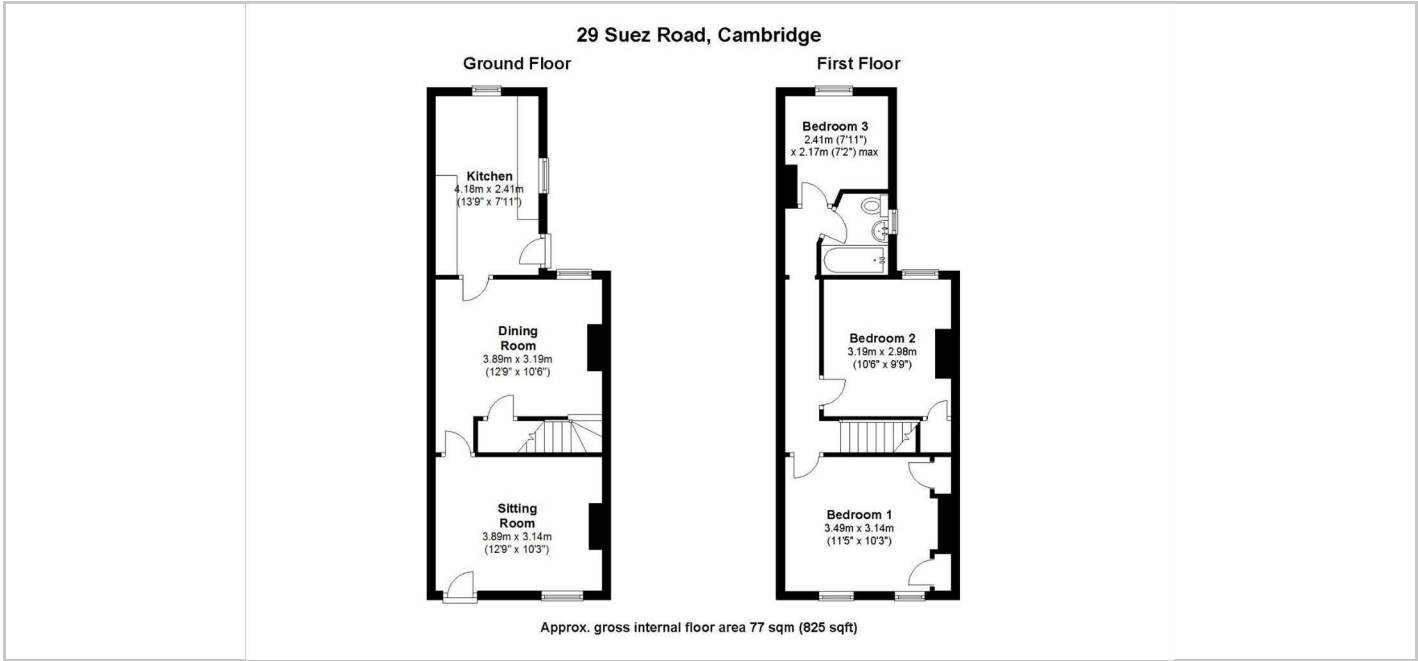 29 Suez Road, Cambridge
Ground Floor
Kitchen
4.18m x 2.41m
(13'9" x 7'11")
Dining
Room
3.89m x 3.19m
(12'9" x 10'6")
Sitting
Room
3.89m x 3.14m
(12'9" x 10'3")
First Floor
Bedroom 3
2.41m (7'11")
x 2.17m (7'2") max
Bedroom 2
3.19m x 2.98m
(10'6" x 9'9")
Bedroom 1
3.49m x 3.14m
(11'5" x 10'3")
Approx. gross internal floor area 77 sqm (825 sqft)